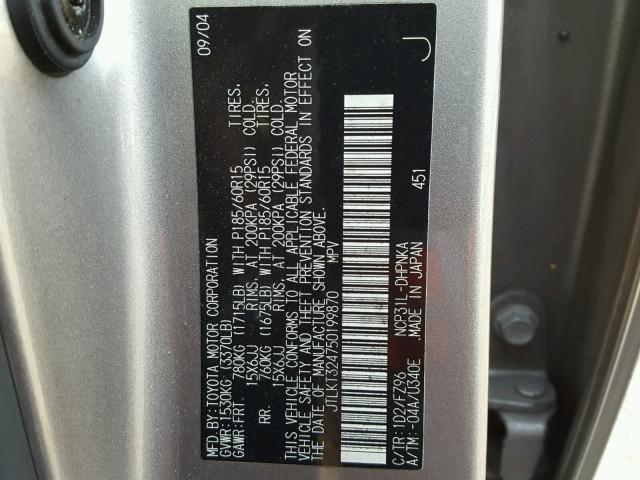 MFD. BY: TOYOTA MOTOR CORPORATION 09/04
GVWR: 1530KG (3370LB)
GAWR: FRT. 780KG (1715LB) WITH P185/60R15 TIRES,
15X6JJ RIMS, AT 200KPA (29PSI) COLD.
RR. 760KG (1675LB) WITH P185/60R15 TIRES,
15X6JJ RIMS, AT 200KPA (29PSI) COLD.
THIS VEHICLE CONFORMS TO ALL APPLICABLE FEDERAL MOTOR
VEHICLE SAFETY AND THEFT PREVENTION STANDARDS IN EFFECT ON
THE DATE OF MANUFACTURE SHOWN ABOVE.
JTLKT324750199870 MPV
C/TR: 1D2/FZ96 NCP31L-DHPNKA 451 J
A/TM: -04A/U340E MADE IN JAPAN